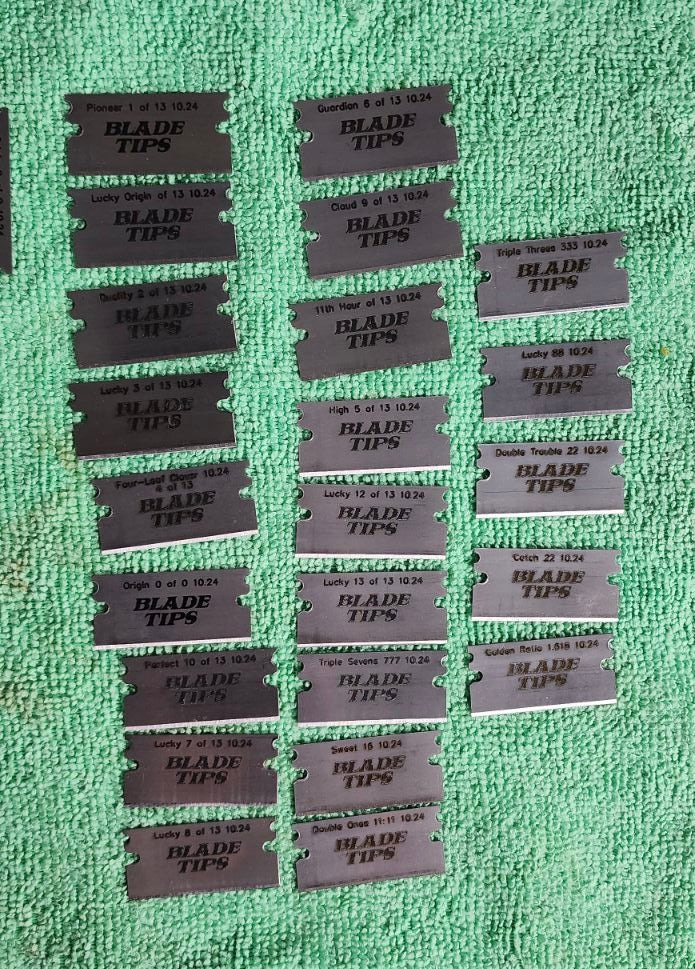 Pioneer 1 of 13 10.24
BLADE
TIPS
Lucky Origin of 13 10.24
BLADE
TIPS
Duality 2 of 13 10.24
BLADE
TIPS
Lucky 3 of 13 10.24
BLADE
TIPS
Four-Leaf Clover 10.24
4 of 13
BLADE
TIPS
Origin 0 of 0 10.24
BLADE
TIPS
Perfect 10 of 13 10.24
BLADE
TIPS
Lucky 7 of 13 10.24
BLADE
TIPS
Lucky 8 of 13 10.24
BLADE
TIPS
Guardian 6 of 13 10.24
BLADE
TIPS
Cloud 9 of 13 10.24
BLADE
TIPS
11th Hour of 13 10.24
BLADE
TIPS
High 5 of 13 10.24
BLADE
TIPS
Lucky 12 of 13 10.24
BLADE
TIPS
Lucky 13 of 13 10.24
BLADE
TIPS
Triple Sevens 777 10.24
BLADE
TIPS
Sweet 16 10.24
BLADE
TIPS
Double Ones 11:11 10.24
BLADE
TIPS
Triple Threes 333 10.24
BLADE
TIPS
Lucky 88 10.24
BLADE
TIPS
Double Trouble 22 10.24
BLADE
TIPS
Catch 22 10.24
BLADE
TIPS
Golden Ratio 1.618 10.24
BLADE
TIPS